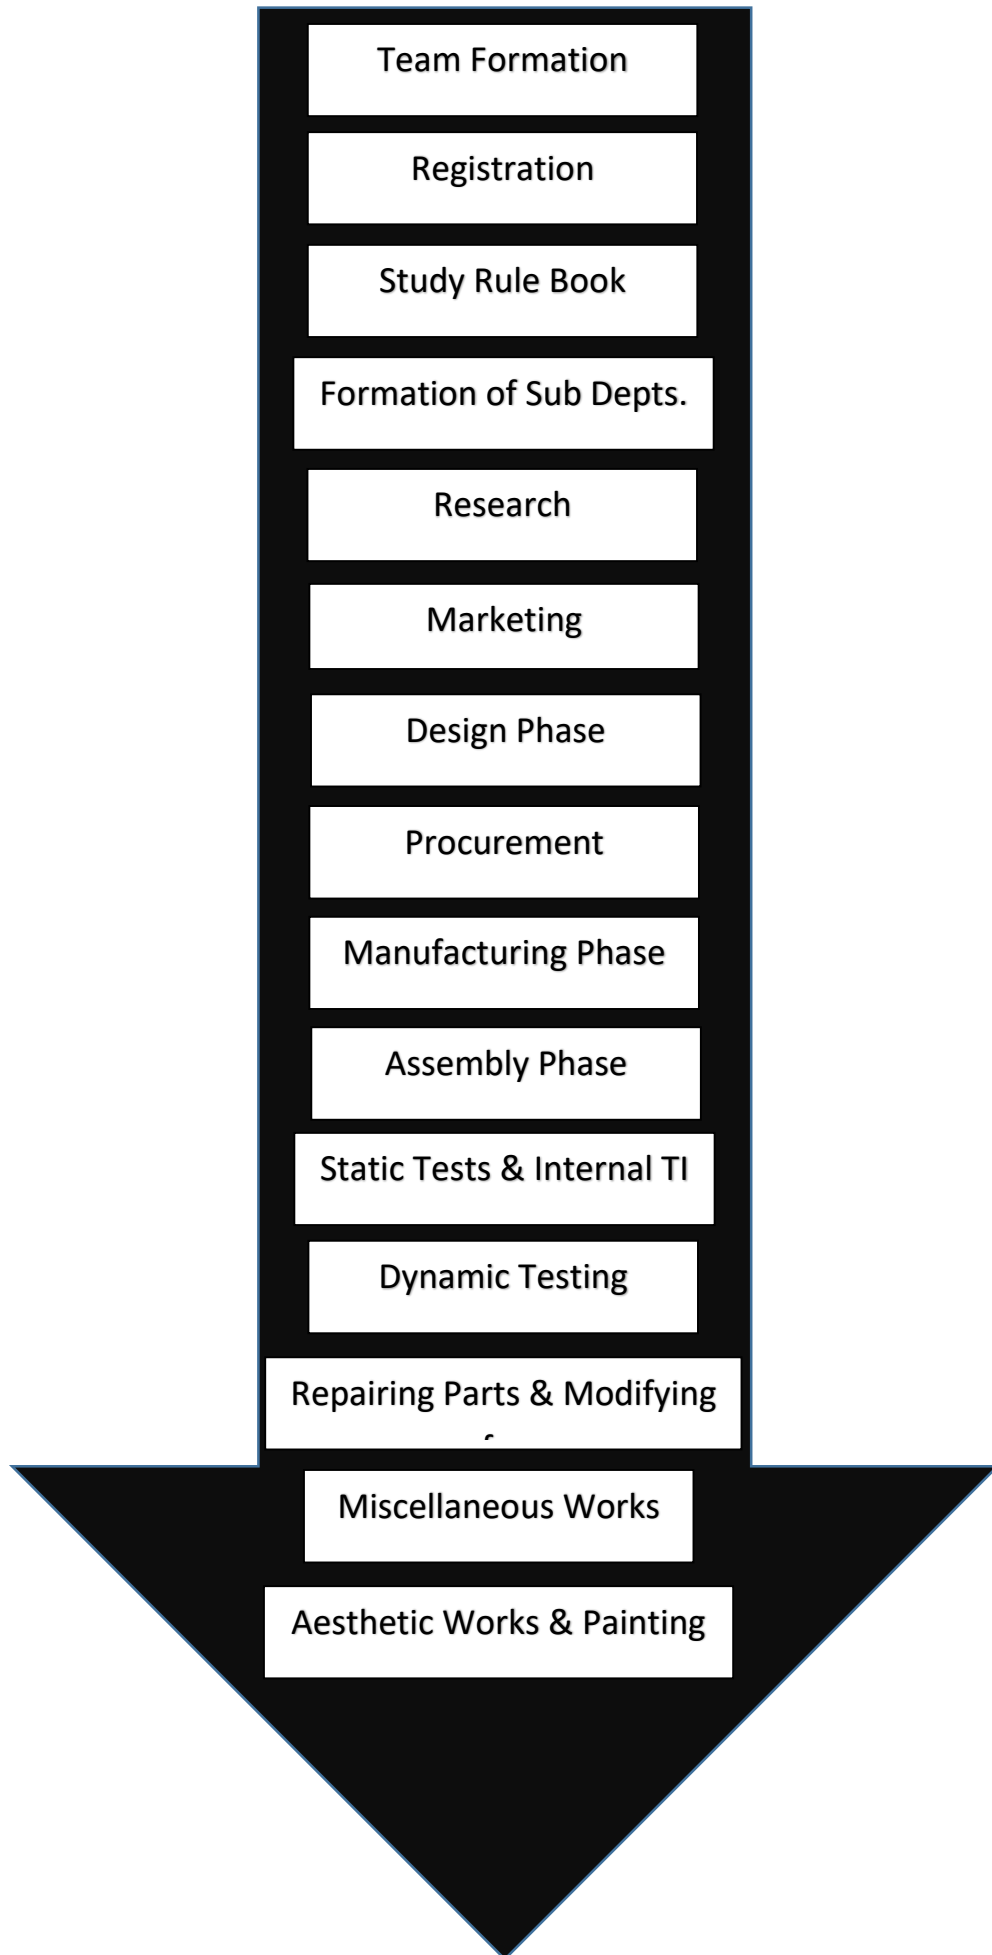 Team Formation
Registration
Study Rule Book
Formation of Sub Depts.
Research
Marketing
Design Phase
Procurement
Manufacturing Phase
Assembly Phase
Static Tests & Internal TI
Dynamic Testing
Repairing Parts & Modifying
Miscellaneous Works
Aesthetic Works & Painting